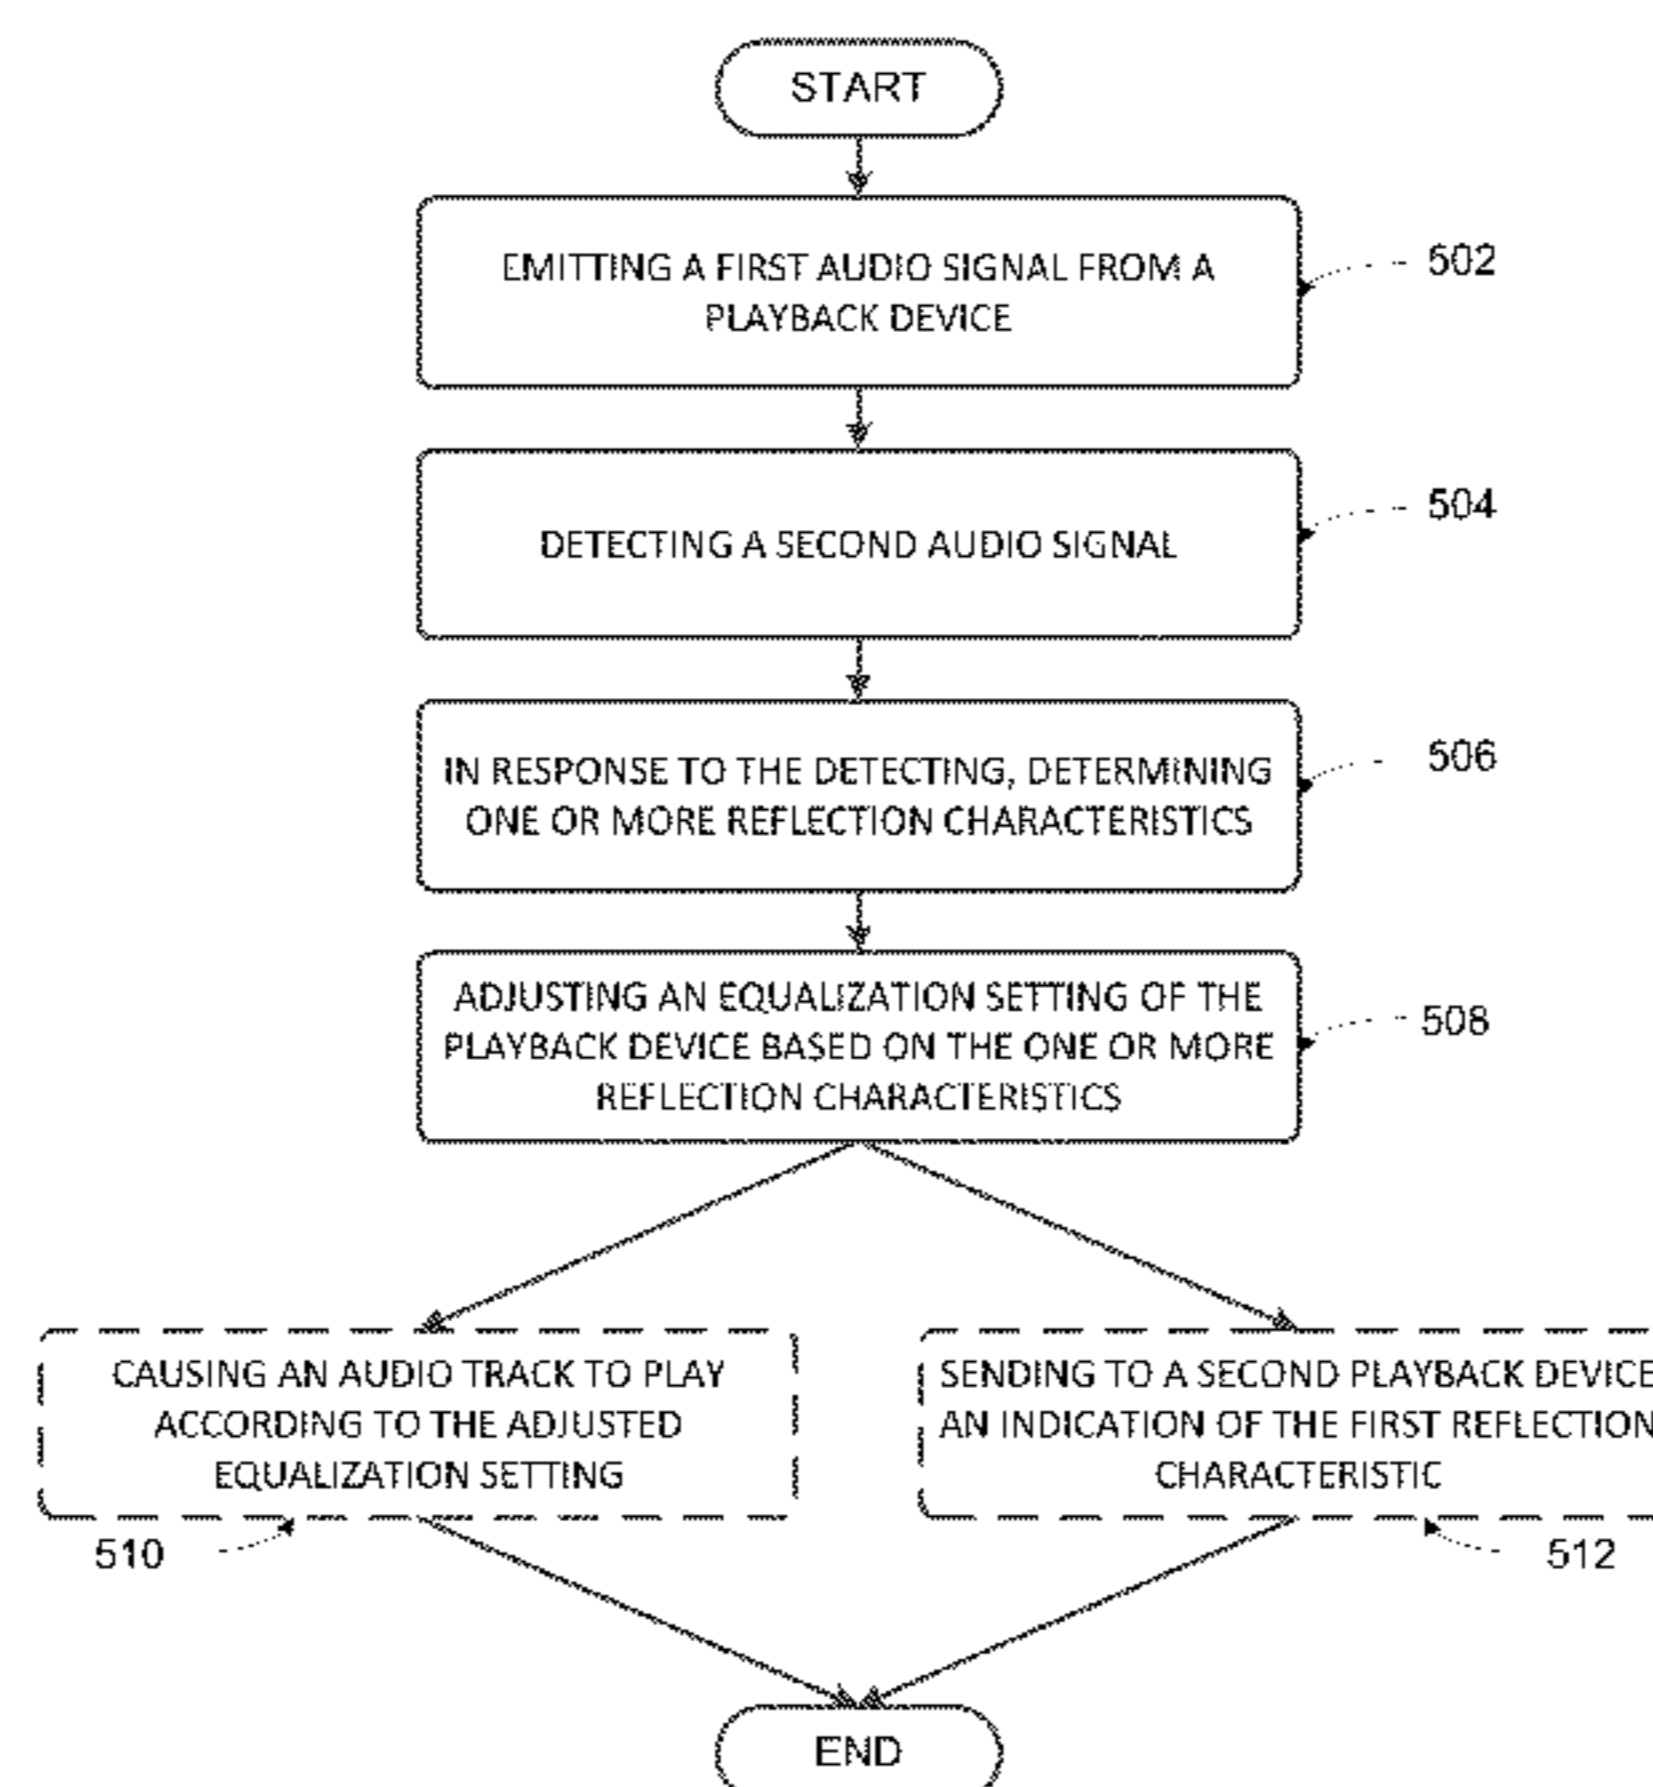 START
EMITTING A FIRST AUDIO SIGNAL FROM A
PLAYBACK DEVICE
502
DETECTING A SECOND AUDIO SIGNAL
504
IN RESPONSE TO THE DETECTING, DETERMINING
ONE OR MORE REFLECTION CHARACTERISTICS
506
ADJUSTING AN EQUALIZATION SETTING OF THE
PLAYBACK DEVICE BASED ON THE ONE OR MORE
REFLECTION CHARACTERISTICS
508
CAUSING AN AUDIO TRACK TO PLAY
ACCORDING TO THE ADJUSTED
EQUALIZATION SETTING
510
SENDING TO A SECOND PLAYBACK DEVICE
AN INDICATION OF THE FIRST REFLECTION
CHARACTERISTIC
512
END